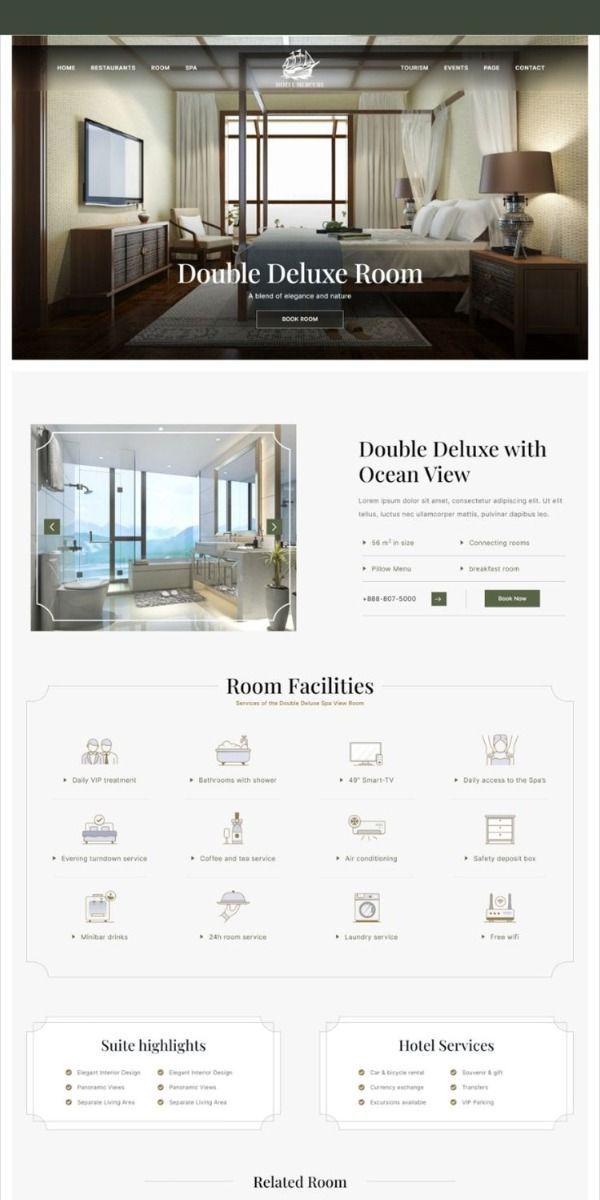 HOME RESTAURANTS ROOM SPA
HOTEL MERCURE
TOURISM EVENTS PAGE CONTACT
Double Deluxe Room
A blend of elegance and nature
BOOK ROOM
Double Deluxe with
Ocean View
Lorem ipsum dolor sit amet, consectetur adipiscing elit. Ut elit
tellus, luctus nec ullamcorper mattis, pulvinar dapibus leo.
56 m² in size
Connecting rooms
Pillow Menu
breakfast room
+888-807-5000
Book Now
Room Facilities
Services of the Double Deluxe Spa View Room
Daily VIP treatment
Bathrooms with shower
49" Smart-TV
Daily access to the Spa's
Evening turndown service
Coffee and tea service
Air conditioning
Safety deposit box
Minibar drinks
24h room service
Laundry service
Free wifi
Suite highlights
Elegant Interior Design
Elegant Interior Design
Panoramic Views
Panoramic Views
Separate Living Area
Separate Living Area
Hotel Services
Car & bicycle rental
Souvenir & gift
Currency exchange
Transfers
Excursions available
VIP Parking
Related Room